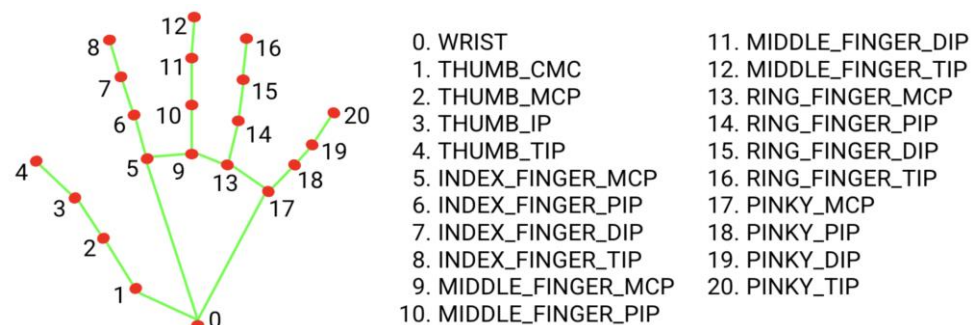 12
8
16
11
7
15
10
20
6
14
19
4
5
9
13
18
3
17
2
1
0
0. WRIST
1. THUMB_CMC
2. THUMB_MCP
3. THUMB_IP
4. THUMB_TIP
5. INDEX_FINGER_MCP
6. INDEX_FINGER_PIP
7. INDEX_FINGER_DIP
8. INDEX_FINGER_TIP
9. MIDDLE_FINGER_MCP
10. MIDDLE_FINGER_PIP
11. MIDDLE_FINGER_DIP
12. MIDDLE_FINGER_TIP
13. RING_FINGER_MCP
14. RING_FINGER_PIP
15. RING_FINGER_DIP
16. RING_FINGER_TIP
17. PINKY_MCP
18. PINKY_PIP
19. PINKY_DIP
20. PINKY_TIP